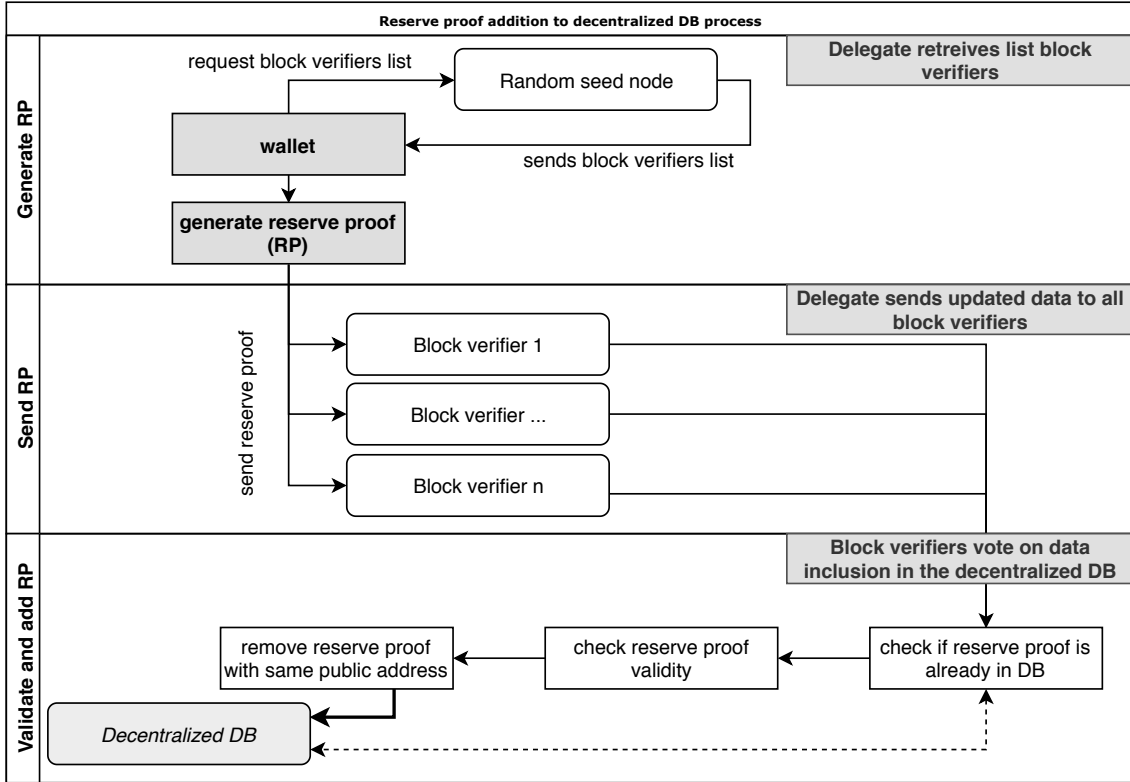 Reserve proof addition to decentralized DB process
Generate RP
Delegate retreives list block
verifiers
request block verifiers list
Random seed node
wallet
sends block verifiers list
generate reserve proof
(RP)
Send RP
Delegate sends updated data to all
block verifiers
send reserve proof
Block verifier 1
Block verifier ...
Block verifier n
Validate and add RP
Block verifiers vote on data
inclusion in the decentralized DB
remove reserve proof
with same public address
check reserve proof
validity
check if reserve proof is
already in DB
Decentralized DB